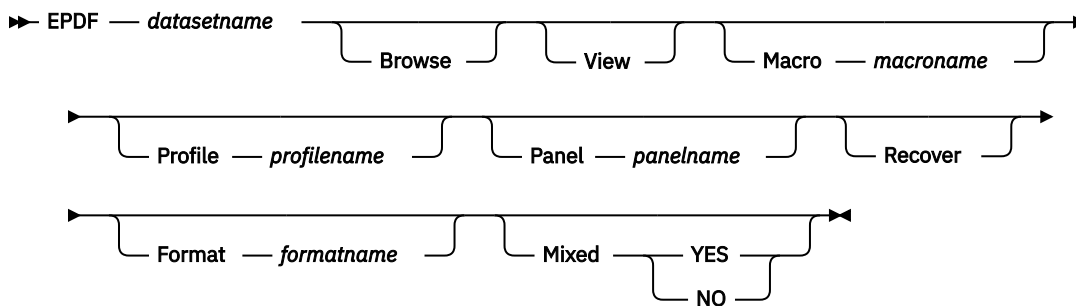 EPDF datasetname
Browse View Macro macroname
Profile profilename Panel panelname Recover
Format formatname Mixed YES
NO